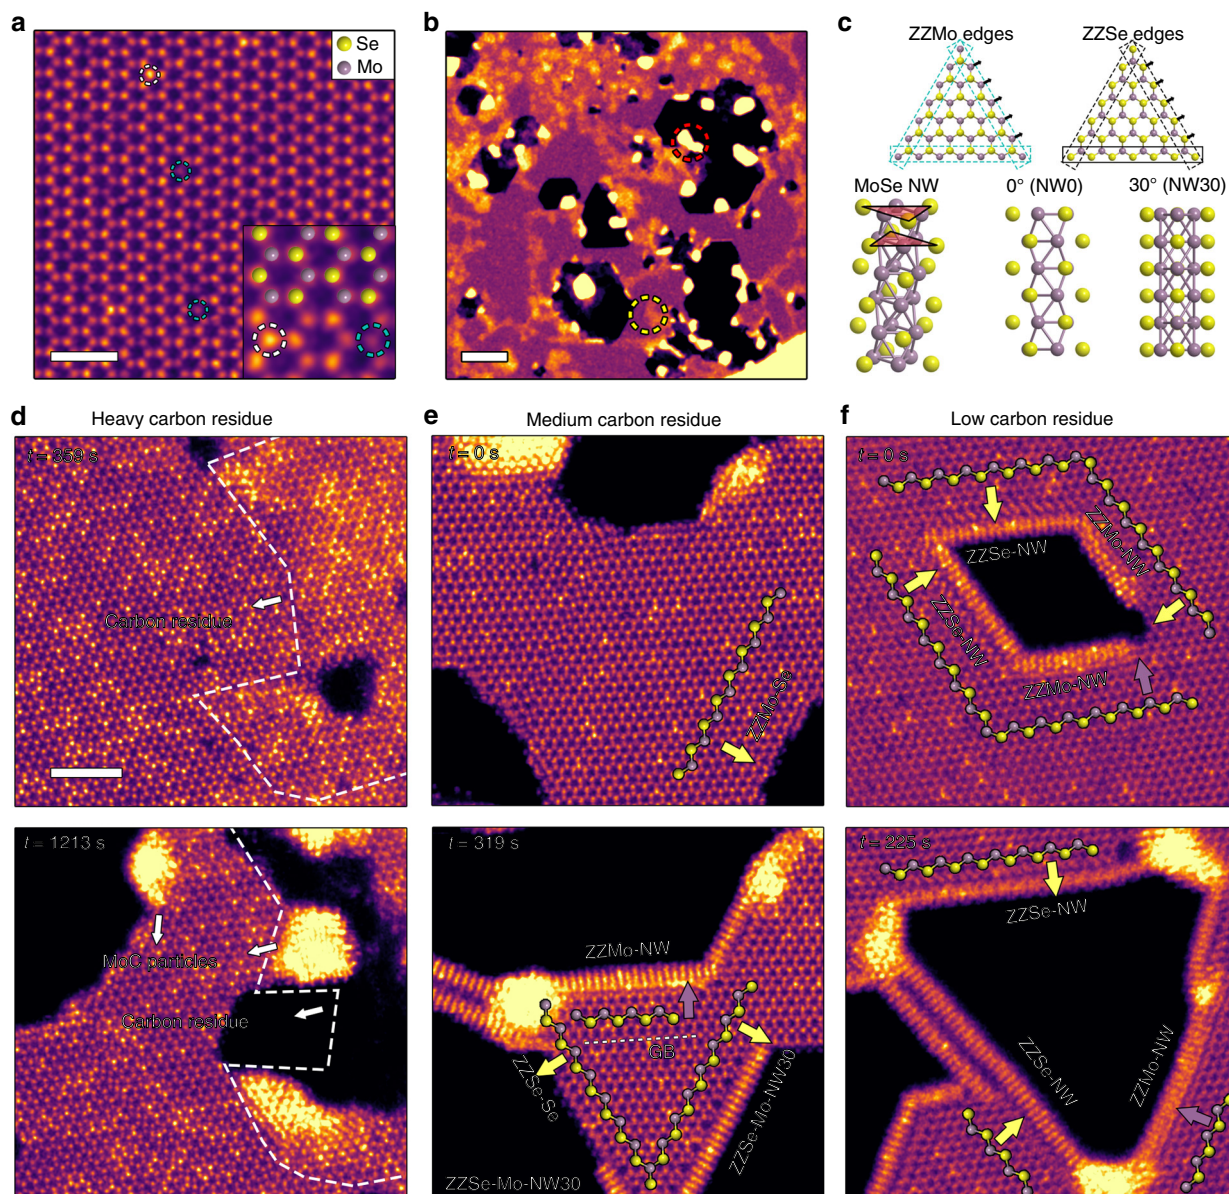 a
Se
Mo
b
c
ZZMo edges
ZZSe edges
MoSe NW
0° (NW0)
30° (NW30)
d
Heavy carbon residue
t = 359 s
Carbon residue
t = 1213 s
MoC particles
Carbon residue
e
Medium carbon residue
t = 0 s
ZZMo-Se
t = 319 s
ZZMo-NW
GB
ZZSe-Se
ZZSe-Mo-NW30
ZZSe-Mo-NW30
f
Low carbon residue
t = 0 s
ZZSe-NW
ZZMo-NW
ZZSe-NW
ZZMo-NW
t = 225 s
ZZSe-NW
ZZSe-NW
ZZMo-NW